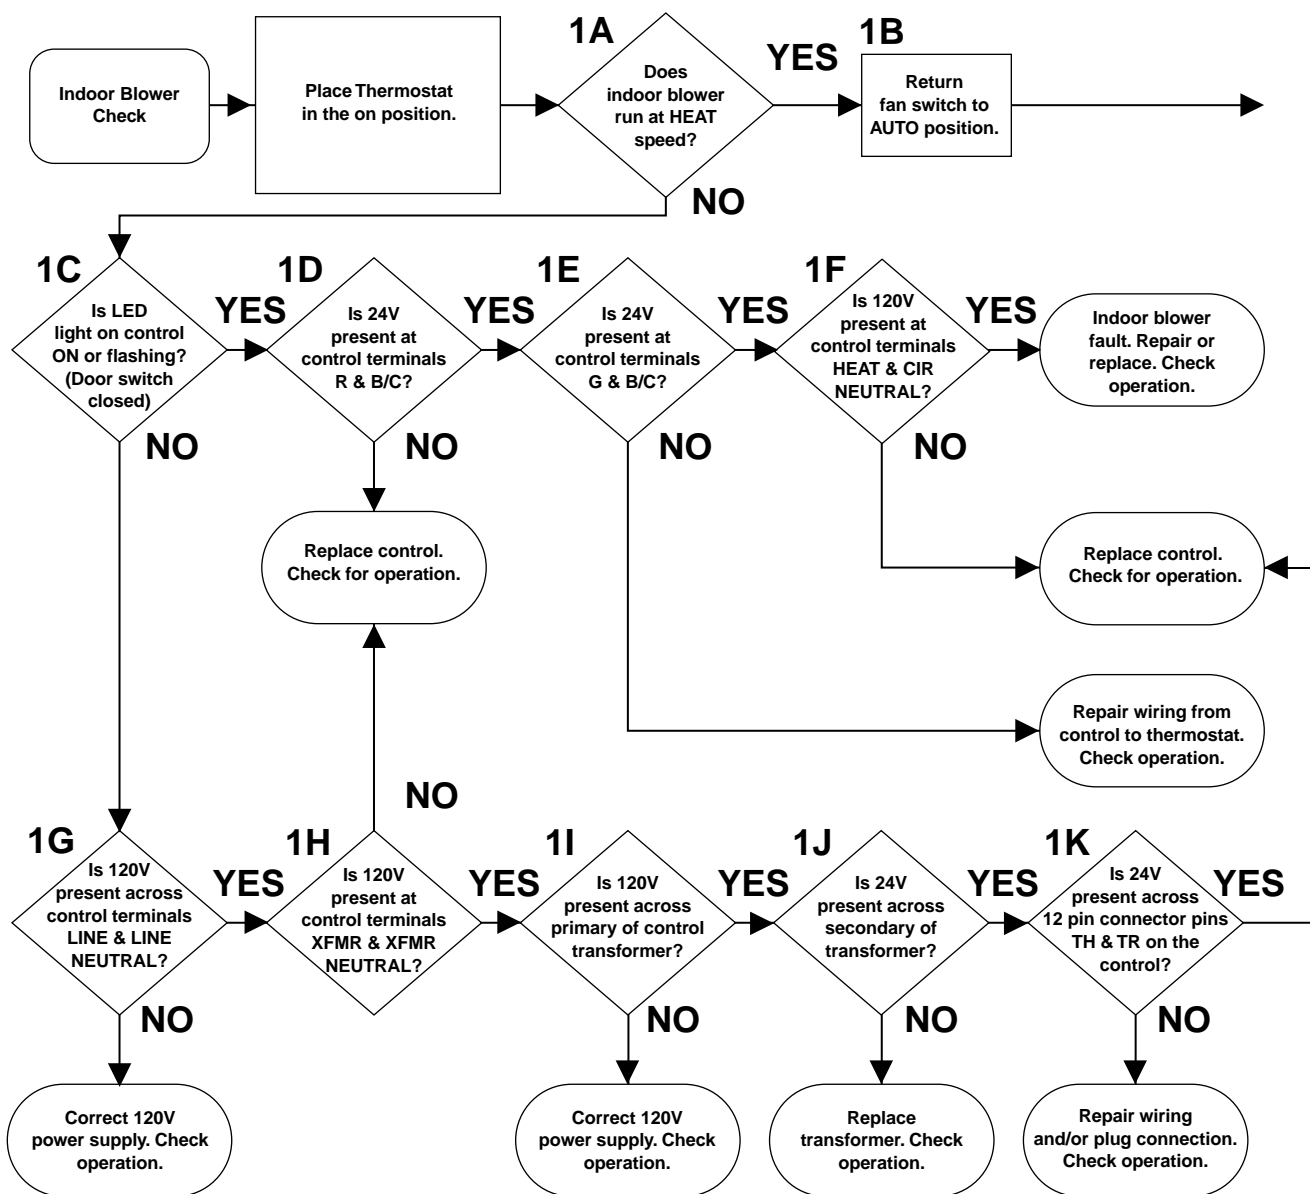 Indoor Blower
Check
Place Thermostat
in the on position.
1A
Does
indoor blower
run at HEAT
speed?
YES
1B
Return
fan switch to
AUTO position.
NO
1C
Is LED
light on control
ON or flashing?
(Door switch
closed)
YES
1D
Is 24V
present at
control terminals
R & B/C?
YES
1E
Is 24V
present at
control terminals
G & B/C?
YES
1F
Is 120V
present at
control terminals
HEAT & CIR
NEUTRAL?
YES
Indoor blower
fault. Repair or
replace. Check
operation.
NO
NO
NO
NO
Replace control.
Check for operation.
Replace control.
Check for operation.
Repair wiring from
control to thermostat.
Check operation.
NO
1G
Is 120V
present across
control terminals
LINE & LINE
NEUTRAL?
YES
1H
Is 120V
present at
control terminals
XFMR & XFMR
NEUTRAL?
YES
1I
Is 120V
present across
primary of control
transformer?
YES
1J
Is 24V
present across
secondary of
transformer?
YES
1K
Is 24V
present across
12 pin connector pins
TH & TR on the
control?
YES
NO
NO
NO
NO
Correct 120V
power supply. Check
operation.
Correct 120V
power supply. Check
operation.
Replace
transformer. Check
operation.
Repair wiring
and/or plug connection.
Check operation.